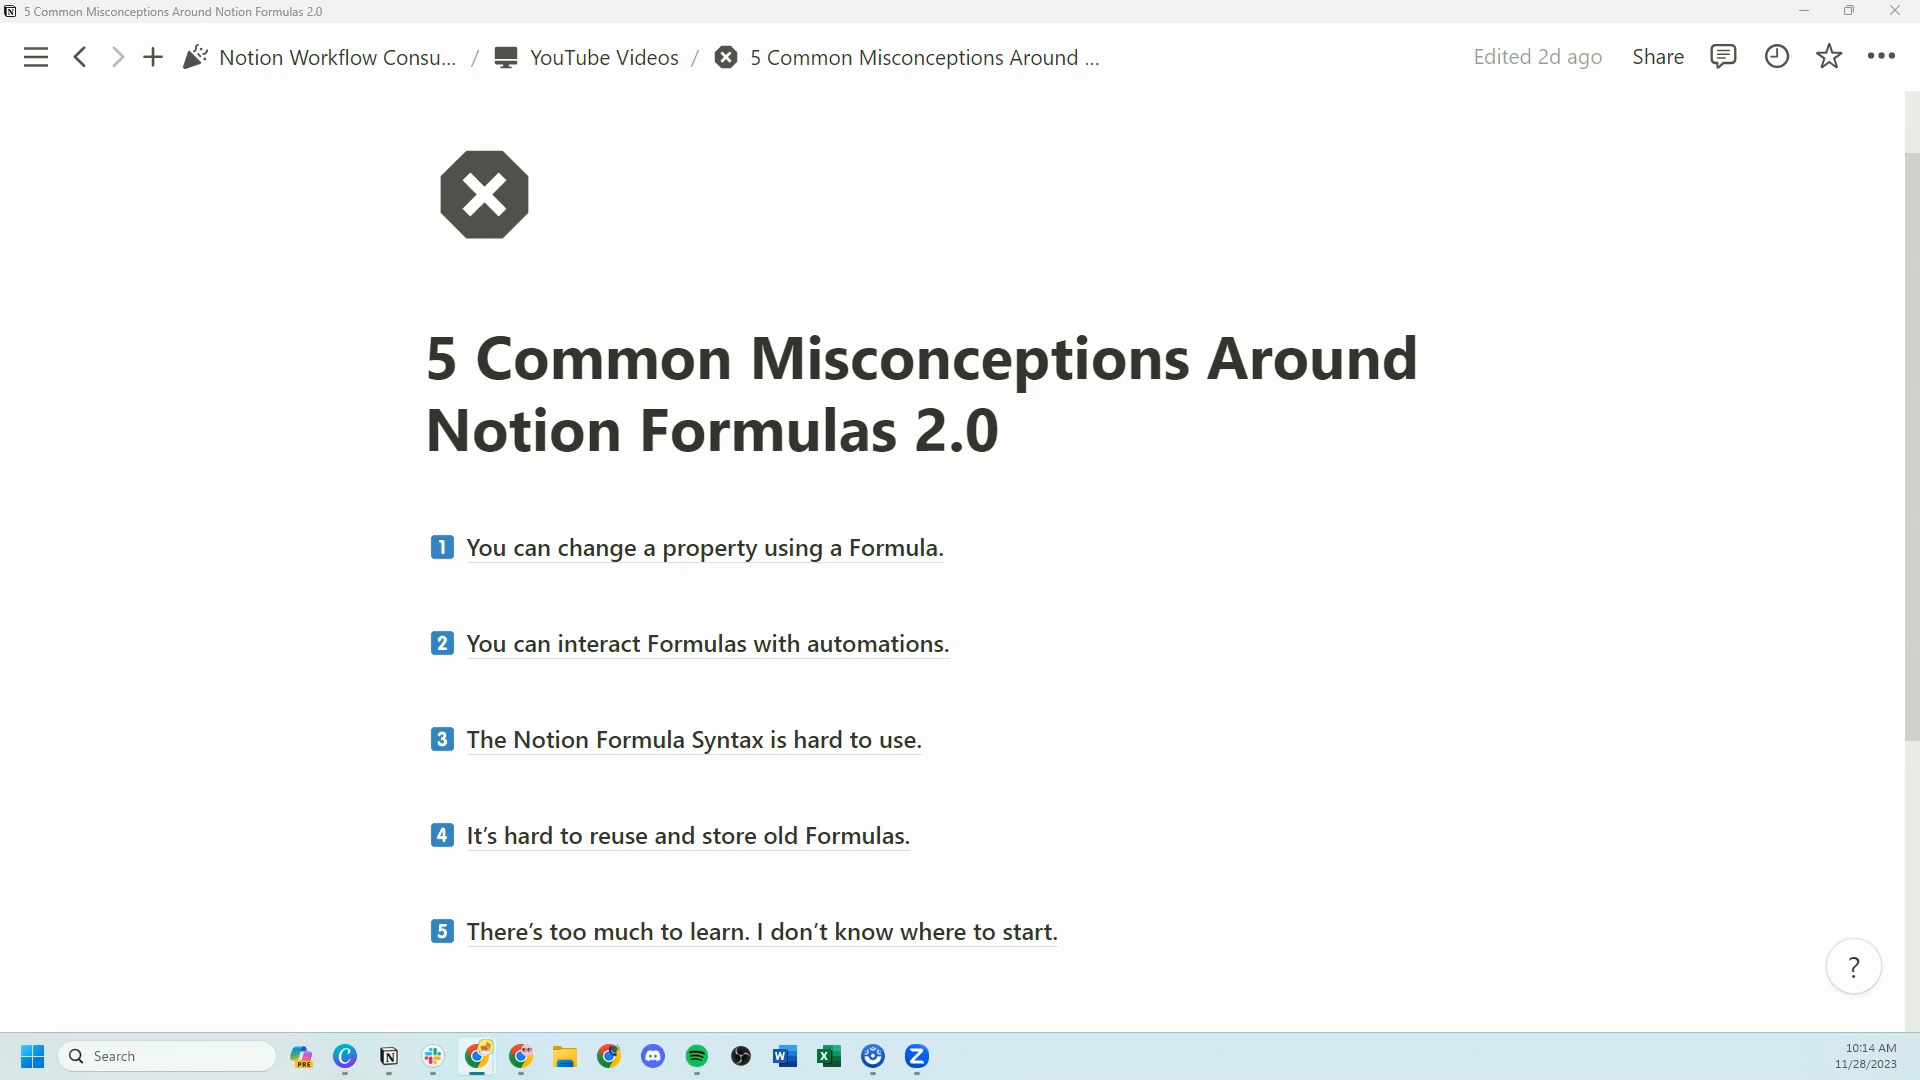 5 Common Misconceptions Around Notion Formulas 2.0
Notion Workflow Consu... / YouTube Videos / 5 Common Misconceptions Around ...
Edited 2d ago Share
5 Common Misconceptions Around
Notion Formulas 2.0
1 You can change a property using a Formula.
2 You can interact Formulas with automations.
3 The Notion Formula Syntax is hard to use.
4 It's hard to reuse and store old Formulas.
5 There's too much to learn. I don't know where to start.
?
Search
PRE
10:14 AM
11/28/2023